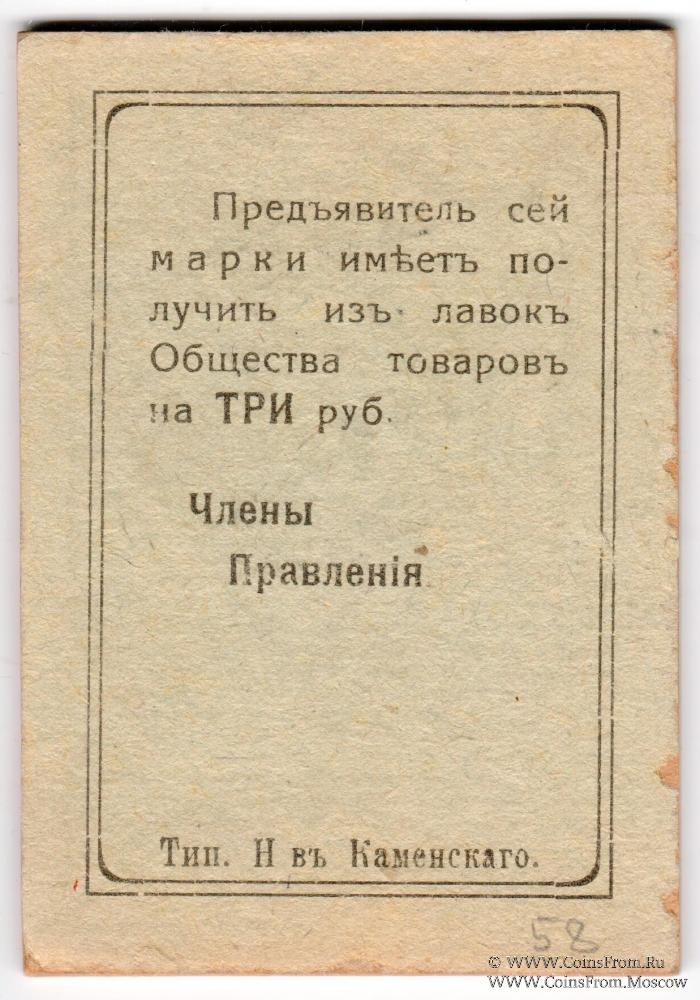 Предъявитель сей
марки имѣетъ по-
лучить изъ лавокъ
Общества товаровъ
на ТРИ руб.
Члены
Правленія
Тип. Н въ Каменскаго.
58
© WWW.CoinsFrom.Ru
WWW.CoinsFrom.Moscow